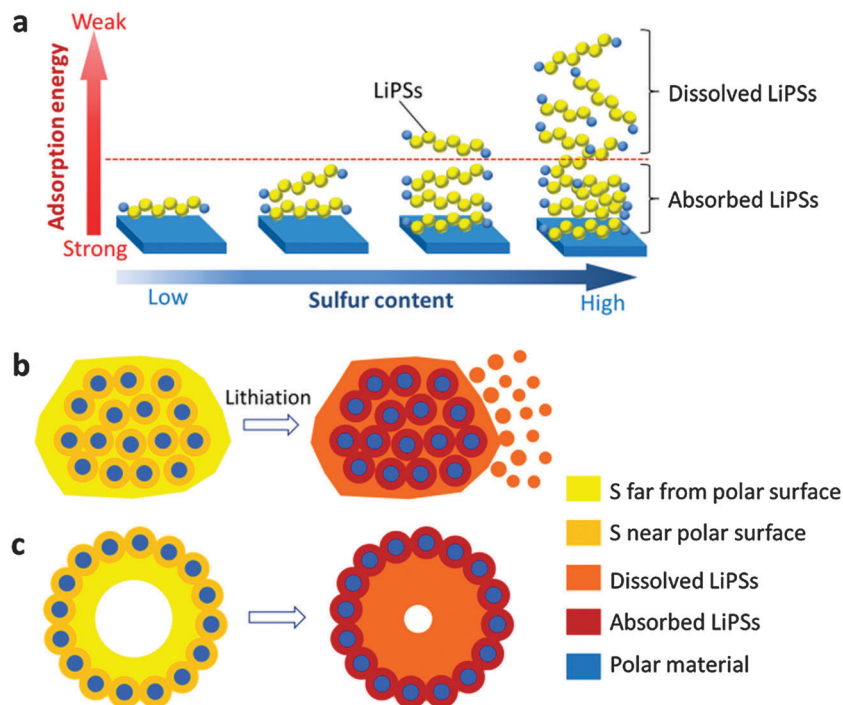 a
Weak
Adsorption energy
Strong
LiPSs
Dissolved LiPSs
Absorbed LiPSs
Low
Sulfur content
High
b
Lithiation
c
S far from polar surface
S near polar surface
Dissolved LiPSs
Absorbed LiPSs
Polar material